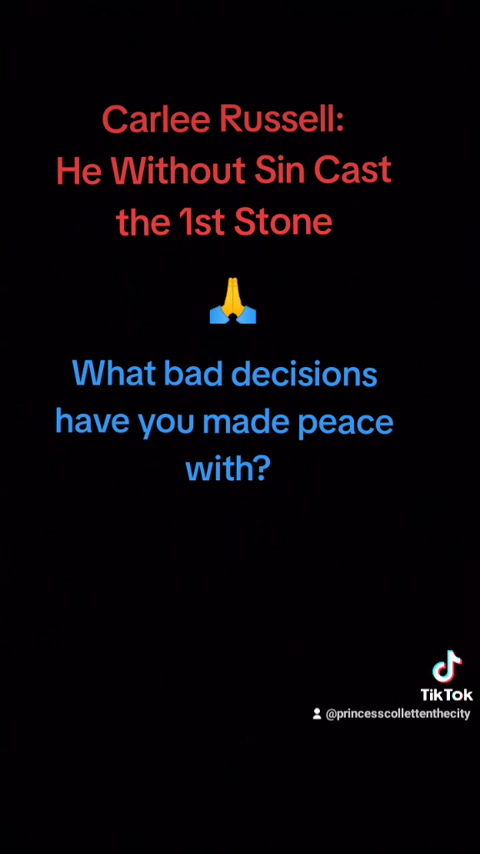 Carlee Russell:
He Without Sin Cast
the 1st Stone
🙏
What bad decisions
have you made peace
with?
TikTok
@princesscollettenthecity